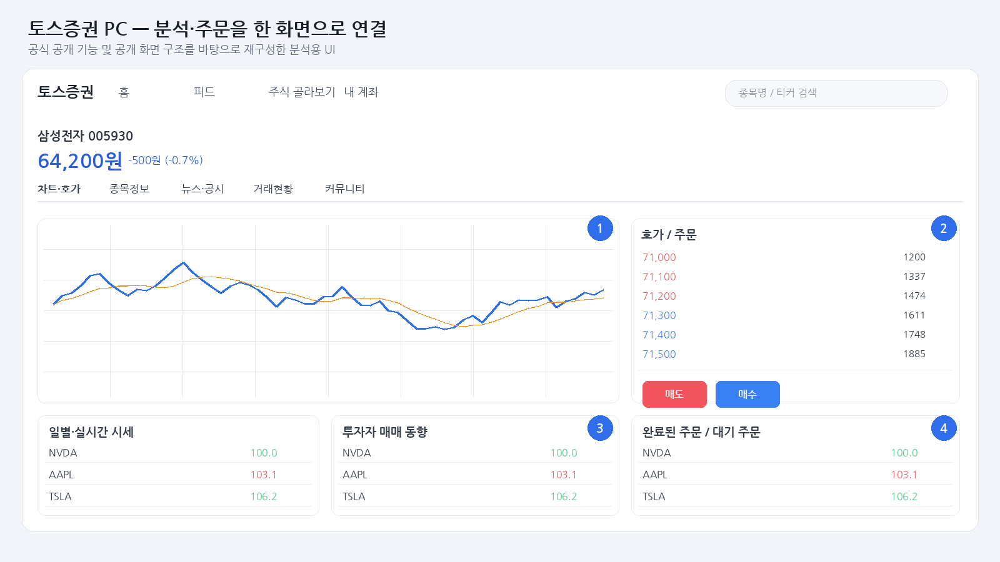 토스증권 PC — 분석·주문을 한 화면으로 연결
공식 공개 기능 및 공개 화면 구조를 바탕으로 재구성한 분석용 UI
토스증권 홈 피드 주식 골라보기 내 계좌 종목명 / 티커 검색
삼성전자 005930
64,200원 -500원 (-0.7%)
차트·호가 종목정보 뉴스·공시 거래현황 커뮤니티
1
호가 / 주문 2
71,000 1200
71,100 1337
71,200 1474
71,300 1611
71,400 1748
71,500 1885
매도 매수
일별·실시간 시세
NVDA 100.0
AAPL 103.1
TSLA 106.2
투자자 매매 동향 3
NVDA 100.0
AAPL 103.1
TSLA 106.2
완료된 주문 / 대기 주문 4
NVDA 100.0
AAPL 103.1
TSLA 106.2